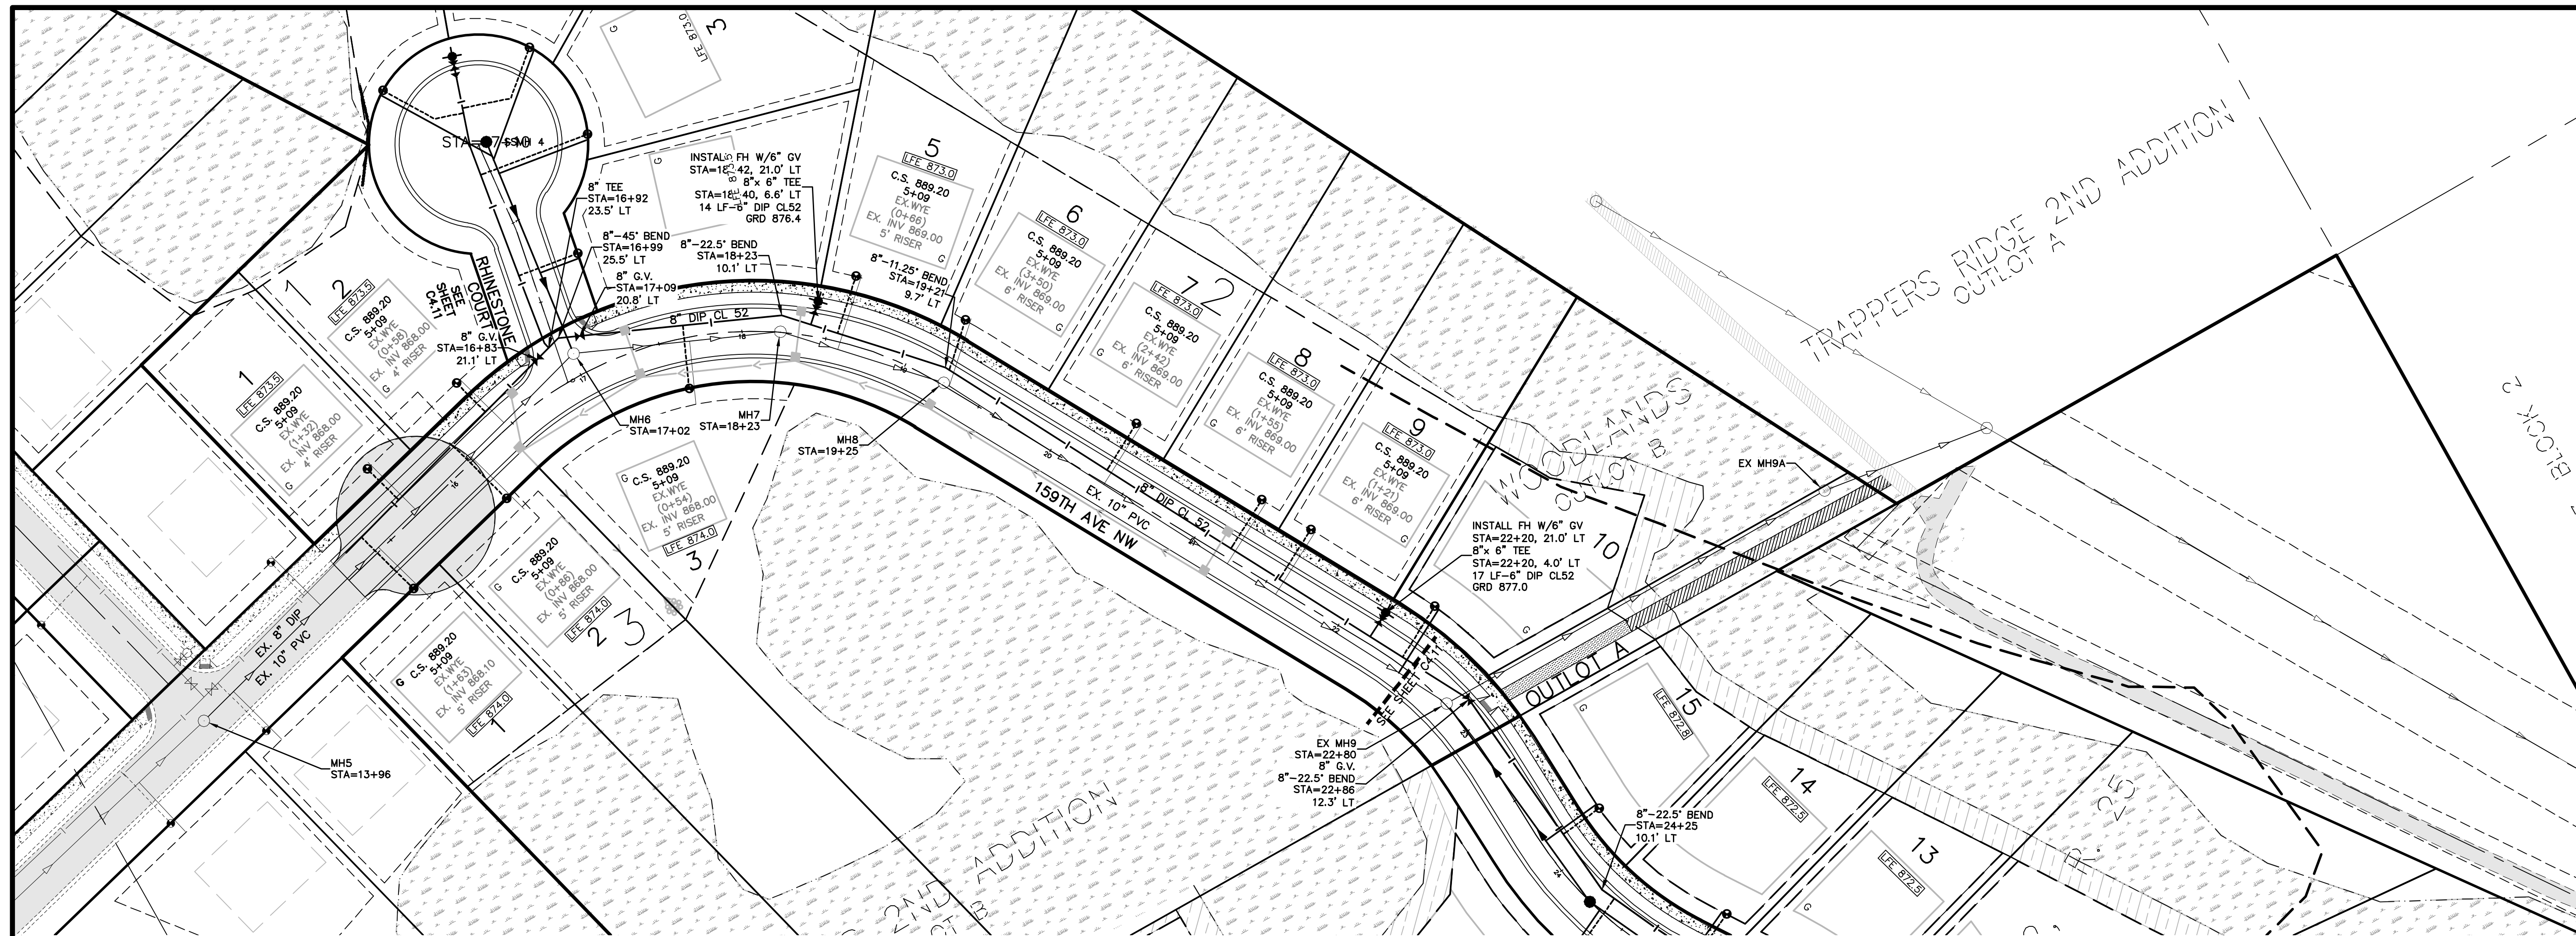 LFE 873.0
3
STA=
SSMH 4
INSTALL FH W/6" GV
STA=18+42, 21.0' LT
8"x 6" TEE
STA=18+40, 6.6' LT
14 LF-6" DIP CL52
GRD 876.4
8" TEE
STA=16+92
23.5' LT
8"-45° BEND
STA=16+99
25.5' LT
8" G.V.
STA=17+09
20.8' LT
8"-22.5° BEND
STA=18+23
10.1' LT
8"-11.25° BEND
STA=19+21
9.7' LT
RHINESTONE
COURT
SEE
SHEET
C4.11
8" G.V.
STA=16+83
21.1' LT
8" DIP CL 52
5
LFE 873.0
C.S. 889.20
5+09
EX.WYE
(0+66)
EX. INV 869.00
5' RISER
G
6
LFE 873.0
C.S. 889.20
5+09
EX.WYE
(3+50)
EX. INV 869.00
6' RISER
G
7
2
LFE 873.0
C.S. 889.20
5+09
EX.WYE
(2+42)
EX. INV 869.00
6' RISER
G
8
LFE 873.0
C.S. 889.20
5+09
EX.WYE
(1+55)
EX. INV 869.00
6' RISER
G
9
LFE 873.0
C.S. 889.20
5+09
EX.WYE
(1+21)
EX. INV 869.00
6' RISER
G
10
G
1
2
LFE 873.5
C.S. 889.20
5+09
EX.WYE
(0+58)
EX. INV 868.00
4' RISER
G
1
LFE 873.5
C.S. 889.20
5+09
EX.WYE
(1+32)
EX. INV 868.00
4' RISER
G
MH6
STA=17+02
MH7
STA=18+23
MH8
STA=19+25
G
C.S. 889.20
5+09
EX.WYE
(0+54)
EX. INV 868.00
5' RISER
LFE 874.0
3
G
C.S. 889.20
5+09
EX.WYE
(0+86)
EX. INV 868.00
5' RISER
LFE 874.0
2
3
G
C.S. 889.20
5+09
EX.WYE
(1+63)
EX. INV 868.10
5' RISER
LFE 874.0
1
EX. 8" DIP
EX. 10" PVC
MH5
STA=13+96
159TH AVE NW
EX. 10" PVC
8" DIP CL 52
16
17
18
19
20
21
22
23
24
TRAPPERS RIDGE 2ND ADDITION
OUTLOT A
WOODLANDS
OUTLOT B
EX MH9A
INSTALL FH W/6" GV
STA=22+20, 21.0' LT
8"x 6" TEE
STA=22+20, 4.0' LT
17 LF-6" DIP CL52
GRD 877.0
SEE SHEET C4.11
OUTLOT A
EX MH9
STA=22+80
8" G.V.
8"-22.5° BEND
STA=22+86
12.3' LT
8"-22.5° BEND
STA=24+25
10.1' LT
G
15
LFE 872.8
14
LFE 872.5
G
13
LFE 872.5
G
2ND ADDITION
BLOCK 2
R. 25